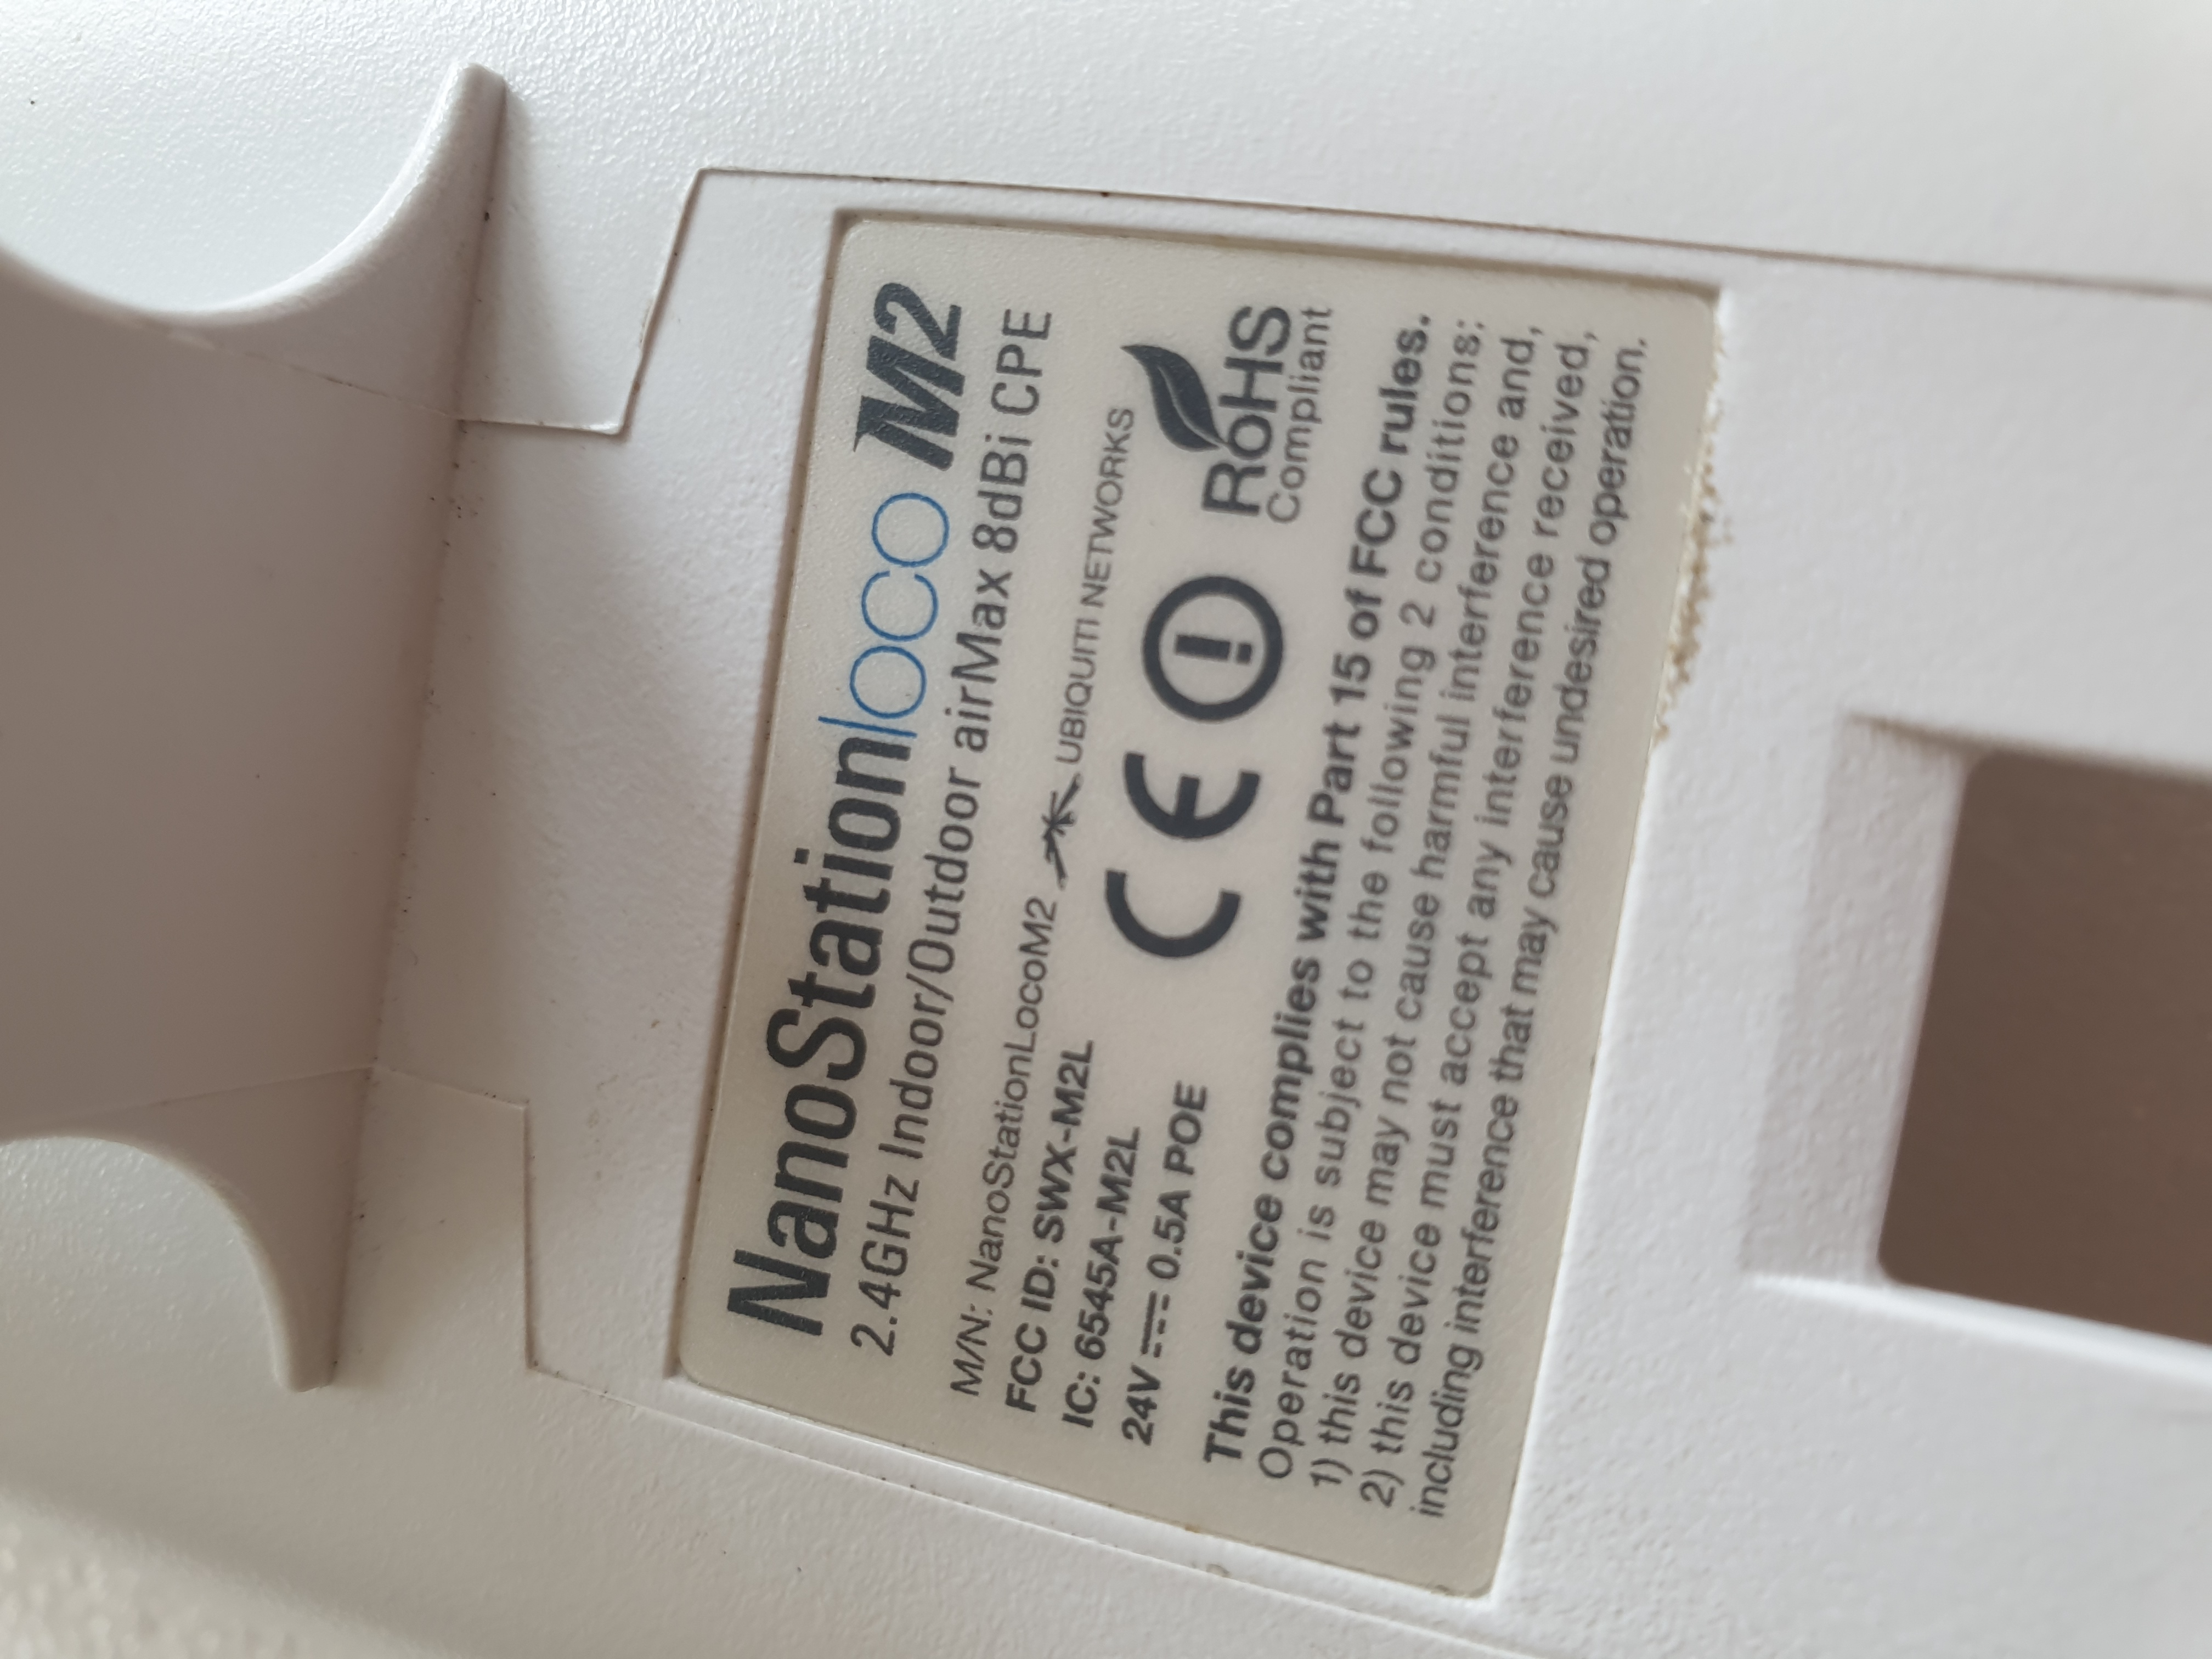 NanoStationloco M2
2.4GHz Indoor/Outdoor airMax 8dBi CPE
M/N: NanoStationLocoM2 UBIQUITI NETWORKS
FCC ID: SWX-M2L
IC: 6545A-M2L
24V 0.5A POE
CE
RoHS
Compliant
This device complies with Part 15 of FCC rules.
Operation is subject to the following 2 conditions:
1) this device may not cause harmful interference and,
2) this device must accept any interference received,
including interference that may cause undesired operation.